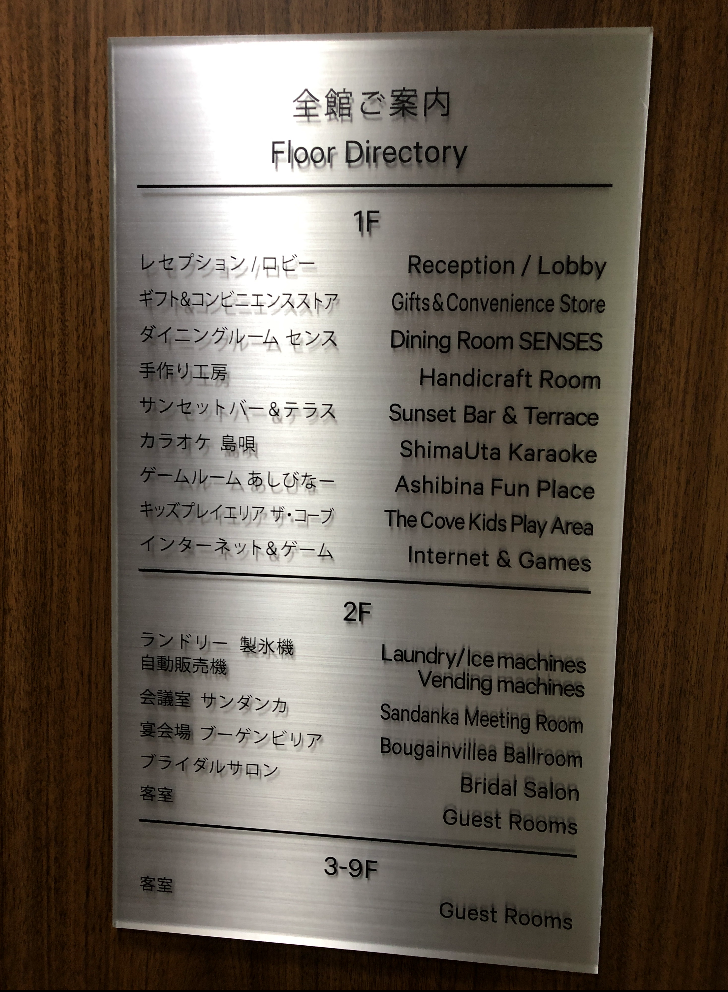 全館ご案内
Floor Directory
1F
レセプション / ロビー Reception / Lobby
ギフト&コンビニエンスストア Gifts & Convenience Store
ダイニングルーム センス Dining Room SENSES
手作り工房 Handicraft Room
サンセットバー & テラス Sunset Bar & Terrace
カラオケ 島唄 ShimaUta Karaoke
ゲームルーム あしびなー Ashibina Fun Place
キッズプレイエリア ザ・コーブ The Cove Kids Play Area
インターネット & ゲーム Internet & Games
2F
ランドリー 製氷機 Laundry/Ice machines
自動販売機 Vending machines
会議室 サンダンカ Sandanka Meeting Room
宴会場 ブーゲンビリア Bougainvillea Ballroom
ブライダルサロン Bridal Salon
客室 Guest Rooms
3-9F
客室 Guest Rooms